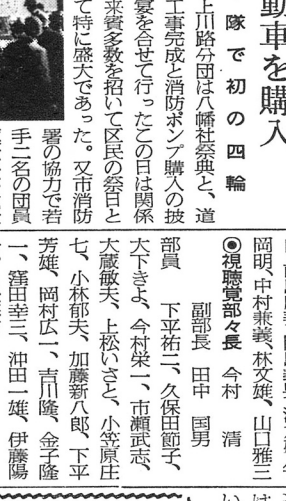 動車を購入
隊で初の四輪
上川路分団は八幡社祭典と、道
工事完成と消防ポンプ購入の披
宴を合せて行ったこの日は関係
来賓多数を招いて区民の祭日と
て特に盛大であった。又市消防
署の協力で若
手二名の団員
岡明、中村兼義、林文雄、山口雅三
◉視聴覚部々長 今村 清
副部長 田中 国男
部員 下平祐二、久保田節子、
大下きよ、今村栄一、市瀬武志、
大蔵敏夫、上松いさと、小笠原庄
七、小林郁夫、加藤新八郎、下平
芳雄、岡村広一、吉川隆、金子隆
一、窪田幸三、沖田一雄、伊藤陽